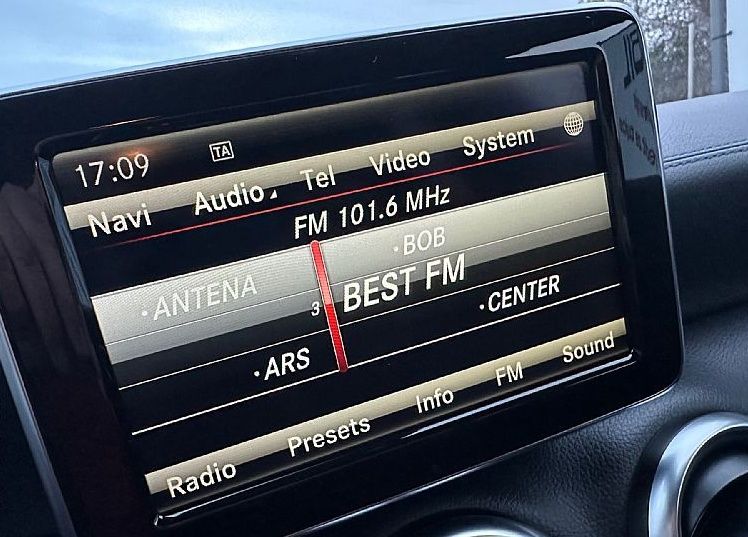 17:09 TA
Navi Audio Tel Video System
FM 101.6 MHz
·ANTENA ·BOB
3 BEST FM
·ARS ·CENTER
Radio Presets Info FM Sound